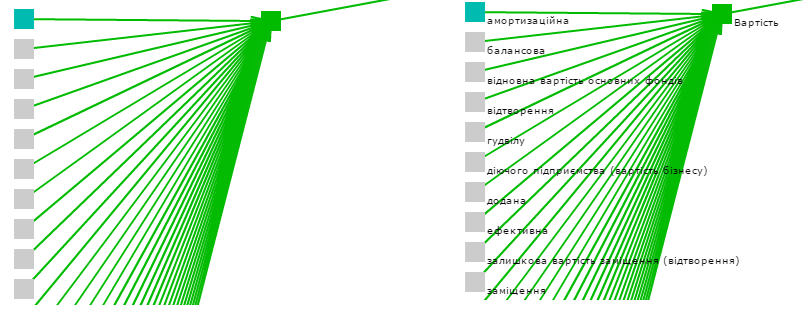 амортизаційна
Вартість
балансова
відновна вартість основних фондів
відтворення
гудвілу
діючого підприємства (вартість бізнесу)
додана
ефективна
залишкова вартість заміщення (відтворення)
заміщення